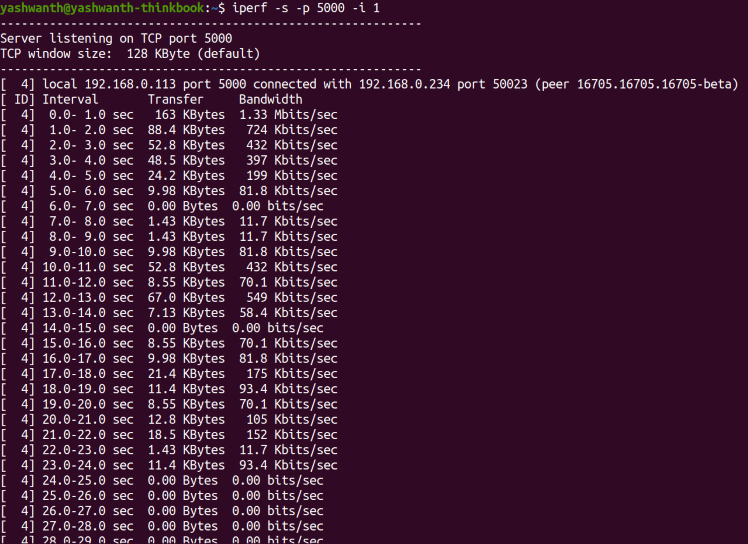 yashwanth@yashwanth-thinkbook:~$ iperf -s -p 5000 -i 1
------------------------------------------------------------
Server listening on TCP port 5000
TCP window size:  128 KByte (default)
------------------------------------------------------------
[  4] local 192.168.0.113 port 5000 connected with 192.168.0.234 port 50023 (peer 16705.16705.16705-beta)
[ ID] Interval       Transfer     Bandwidth
[  4]  0.0- 1.0 sec   163 KBytes  1.33 Mbits/sec
[  4]  1.0- 2.0 sec  88.4 KBytes   724 Kbits/sec
[  4]  2.0- 3.0 sec  52.8 KBytes   432 Kbits/sec
[  4]  3.0- 4.0 sec  48.5 KBytes   397 Kbits/sec
[  4]  4.0- 5.0 sec  24.2 KBytes   199 Kbits/sec
[  4]  5.0- 6.0 sec  9.98 KBytes  81.8 Kbits/sec
[  4]  6.0- 7.0 sec  0.00 Bytes  0.00 bits/sec
[  4]  7.0- 8.0 sec  1.43 KBytes  11.7 Kbits/sec
[  4]  8.0- 9.0 sec  1.43 KBytes  11.7 Kbits/sec
[  4]  9.0-10.0 sec  9.98 KBytes  81.8 Kbits/sec
[  4] 10.0-11.0 sec  52.8 KBytes   432 Kbits/sec
[  4] 11.0-12.0 sec  8.55 KBytes  70.1 Kbits/sec
[  4] 12.0-13.0 sec  67.0 KBytes   549 Kbits/sec
[  4] 13.0-14.0 sec  7.13 KBytes  58.4 Kbits/sec
[  4] 14.0-15.0 sec  0.00 Bytes  0.00 bits/sec
[  4] 15.0-16.0 sec  8.55 KBytes  70.1 Kbits/sec
[  4] 16.0-17.0 sec  9.98 KBytes  81.8 Kbits/sec
[  4] 17.0-18.0 sec  21.4 KBytes   175 Kbits/sec
[  4] 18.0-19.0 sec  11.4 KBytes  93.4 Kbits/sec
[  4] 19.0-20.0 sec  8.55 KBytes  70.1 Kbits/sec
[  4] 20.0-21.0 sec  12.8 KBytes   105 Kbits/sec
[  4] 21.0-22.0 sec  18.5 KBytes   152 Kbits/sec
[  4] 22.0-23.0 sec  1.43 KBytes  11.7 Kbits/sec
[  4] 23.0-24.0 sec  11.4 KBytes  93.4 Kbits/sec
[  4] 24.0-25.0 sec  0.00 Bytes  0.00 bits/sec
[  4] 25.0-26.0 sec  0.00 Bytes  0.00 bits/sec
[  4] 26.0-27.0 sec  0.00 Bytes  0.00 bits/sec
[  4] 27.0-28.0 sec  0.00 Bytes  0.00 bits/sec
[  4] 28.0-29.0 sec  0.00 Bytes  0.00 bits/sec